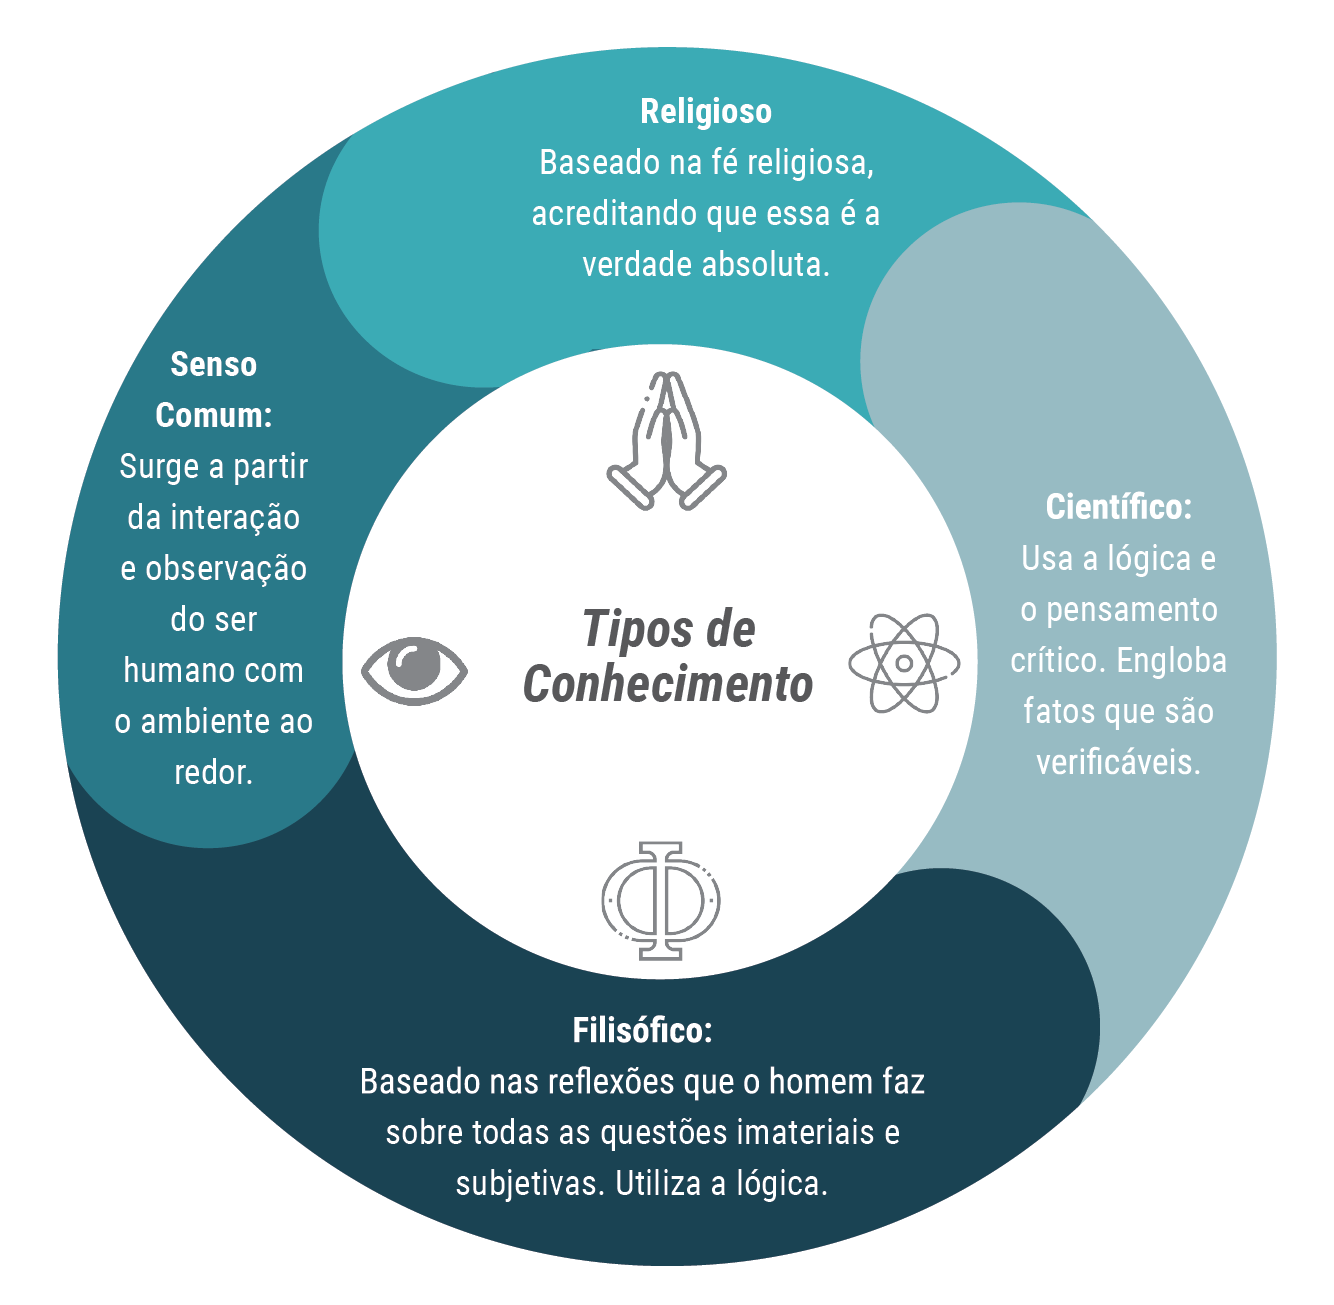 Religioso
Baseado na fé religiosa,
acreditando que essa é a
verdade absoluta.
Senso
Comum:
Surge a partir
da interação
e observação
do ser
humano com
o ambiente ao
redor.
Tipos de
Conhecimento
Científico:
Usa a lógica e
o pensamento
crítico. Engloba
fatos que são
verificáveis.
Filisófico:
Baseado nas reflexões que o homem faz
sobre todas as questões imateriais e
subjetivas. Utiliza a lógica.